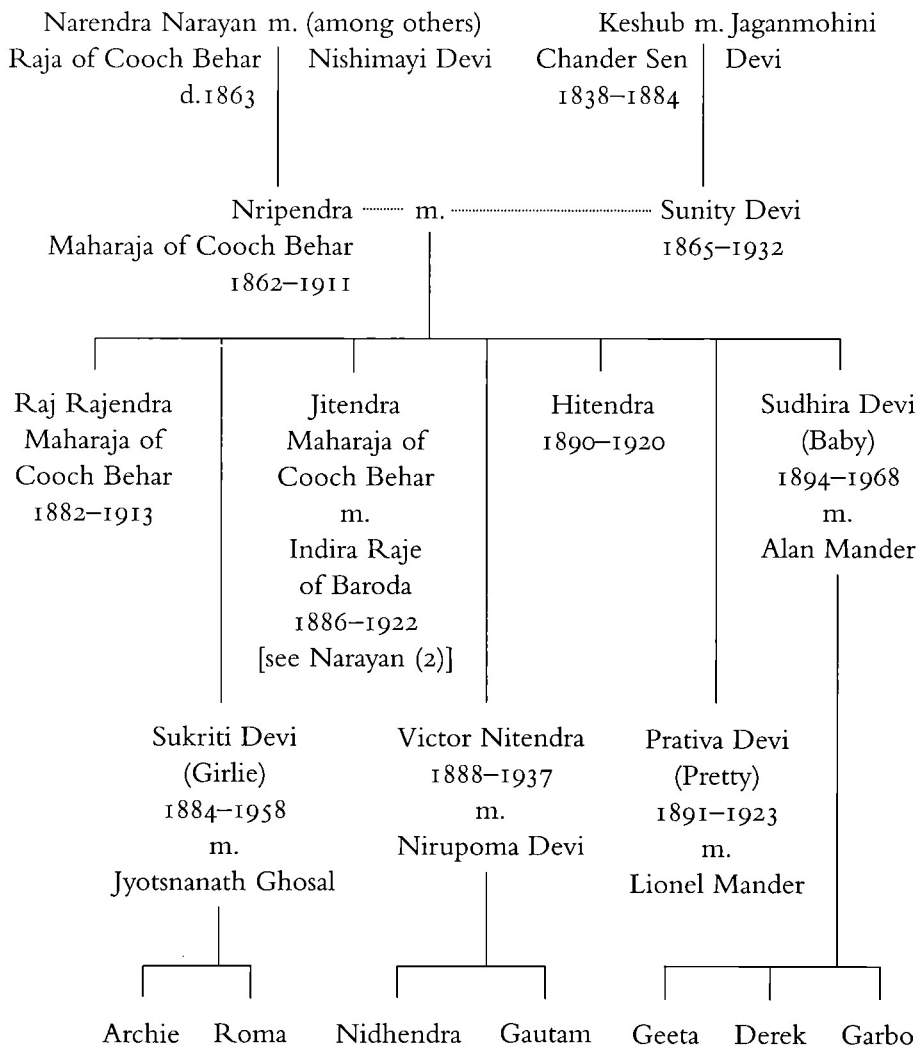 Narendra Narayan m. (among others)
Raja of Cooch Behar Nishimayi Devi
d.1863
Keshub m. Jaganmohini
Chander Sen Devi
1838–1884
Nripendra m. Sunity Devi
Maharaja of Cooch Behar 1865–1932
1862–1911
Raj Rajendra
Maharaja of
Cooch Behar
1882–1913
Jitendra
Maharaja of
Cooch Behar
m.
Indira Raje
of Baroda
1886–1922
[see Narayan (2)]
Hitendra
1890–1920
Sudhira Devi
(Baby)
1894–1968
m.
Alan Mander
Sukriti Devi
(Girlie)
1884–1958
m.
Jyotsnanath Ghosal
Victor Nitendra
1888–1937
m.
Nirupoma Devi
Prativa Devi
(Pretty)
1891–1923
m.
Lionel Mander
Archie Roma Nidhendra Gautam Geeta Derek Garbo